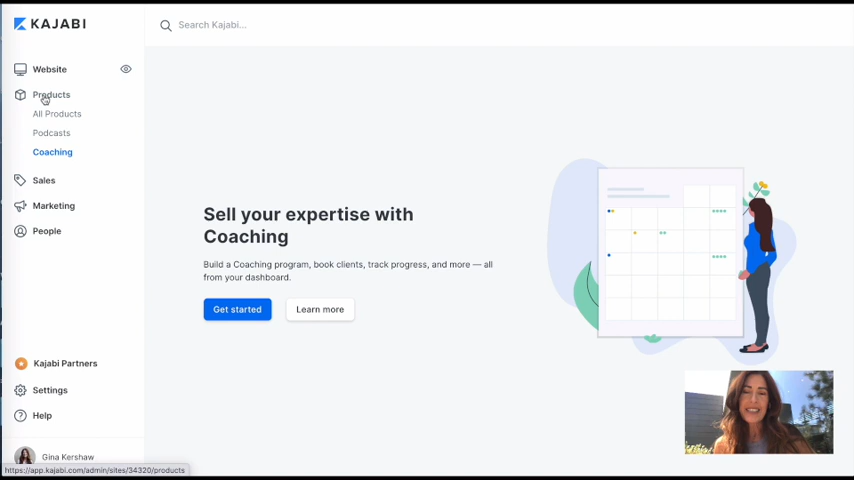 KAJABI
Search Kajabi...
Website
Products
All Products
Podcasts
Coaching
Sales
Marketing
People
Sell your expertise with
Coaching
Build a Coaching program, book clients, track progress, and more — all
from your dashboard.
Get started
Learn more
Kajabi Partners
Settings
Help
Gina Kershaw
https://app.kajabi.com/admin/sites/34320/products